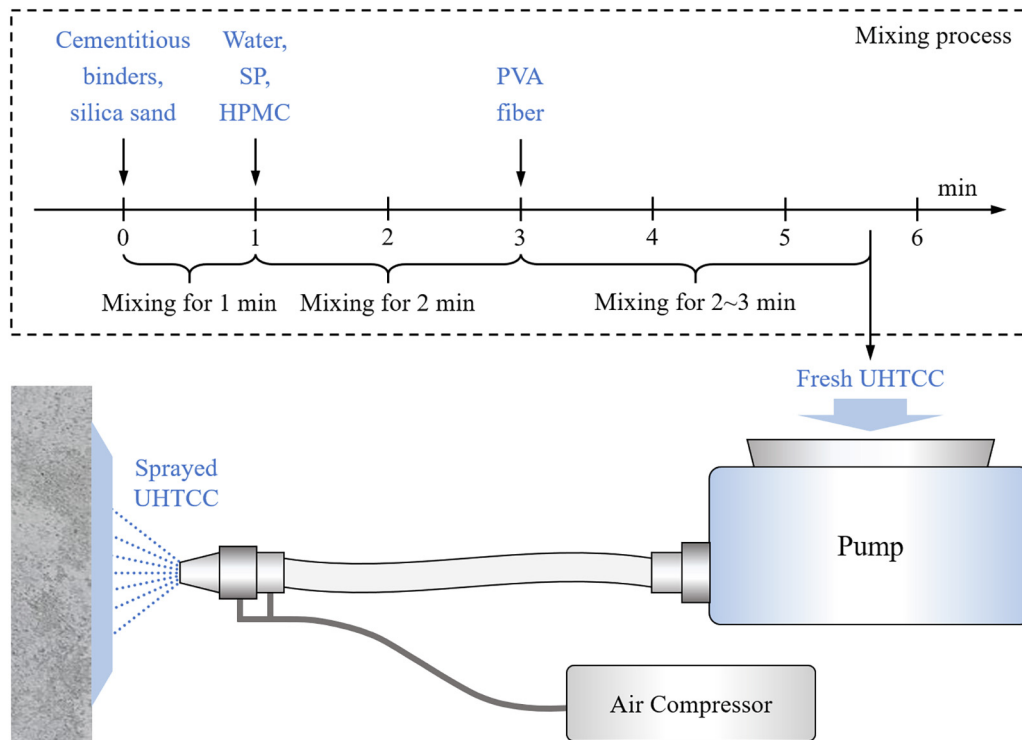 Mixing process
Cementitious
binders,
silica sand
Water,
SP,
HPMC
PVA
fiber
min
0 1 2 3 4 5 6
Mixing for 1 min
Mixing for 2 min
Mixing for 2~3 min
Fresh UHTCC
Sprayed
UHTCC
Pump
Air Compressor